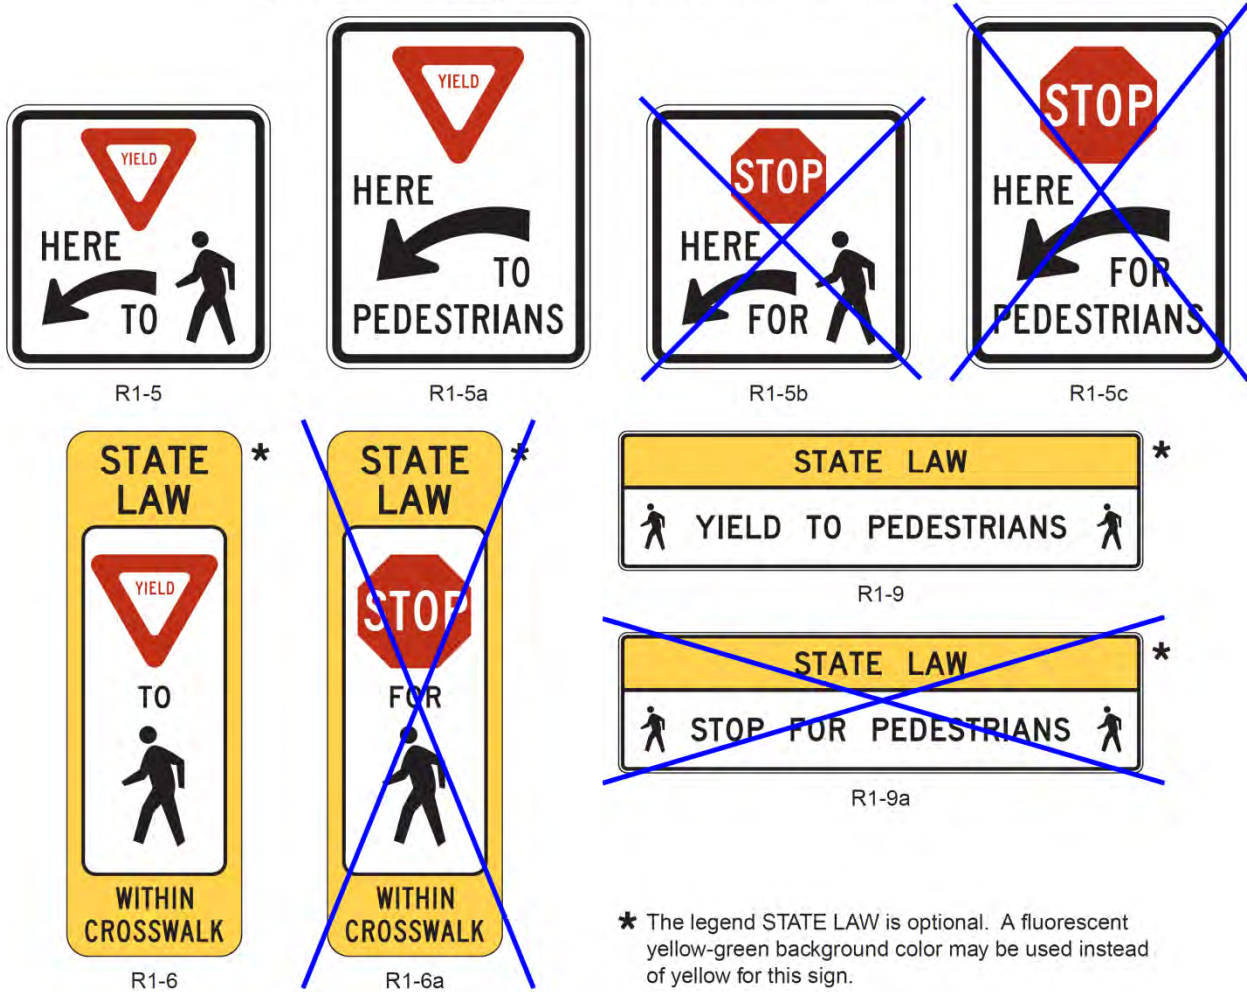 YIELD
HERE
TO
R1-5
YIELD
HERE
TO
PEDESTRIANS
R1-5a
STOP
HERE
FOR
R1-5b
STOP
HERE
FOR
PEDESTRIANS
R1-5c
STATE
LAW
*
YIELD
TO
WITHIN
CROSSWALK
R1-6
STATE
LAW
*
STOP
FOR
WITHIN
CROSSWALK
R1-6a
STATE LAW
*
YIELD TO PEDESTRIANS
R1-9
STATE LAW
*
STOP FOR PEDESTRIANS
R1-9a
* The legend STATE LAW is optional. A fluorescent
yellow-green background color may be used instead
of yellow for this sign.